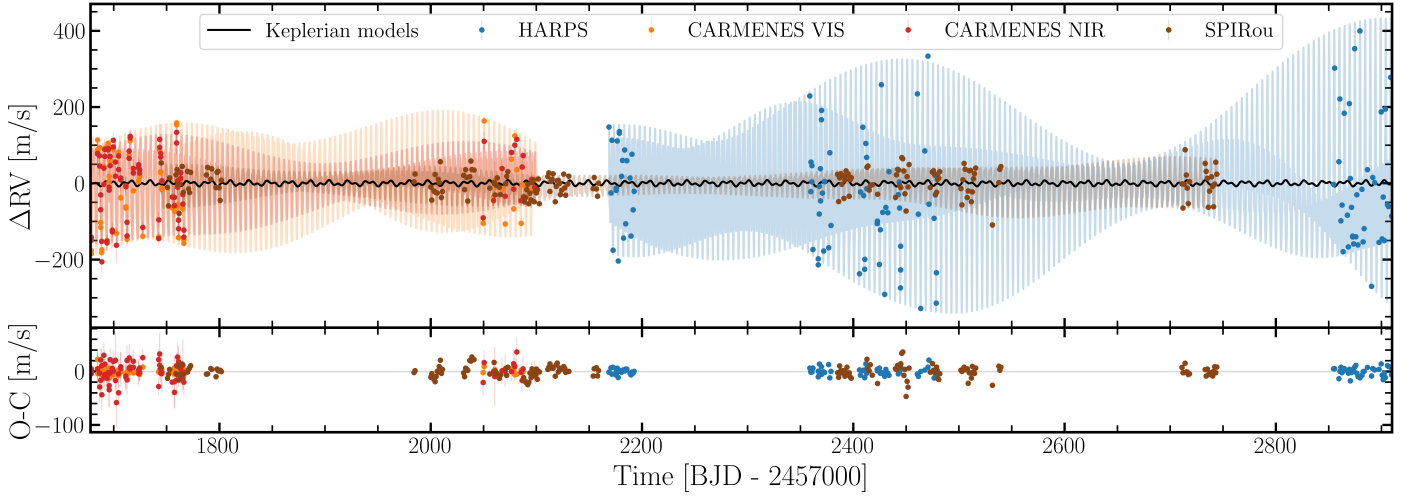 Keplerian models HARPS CARMENES VIS CARMENES NIR SPIRou
ΔRV [m/s]
400
200
0
−200
O-C [m/s]
0
−100
1800 2000 2200 2400 2600 2800
Time [BJD - 2457000]